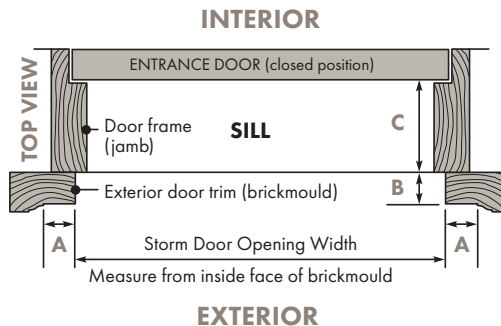 INTERIOR
TOP VIEW
ENTRANCE DOOR (closed position)
Door frame
(jamb)
SILL
C
Exterior door trim (brickmould)
B
A
Storm Door Opening Width
A
Measure from inside face of brickmould
EXTERIOR